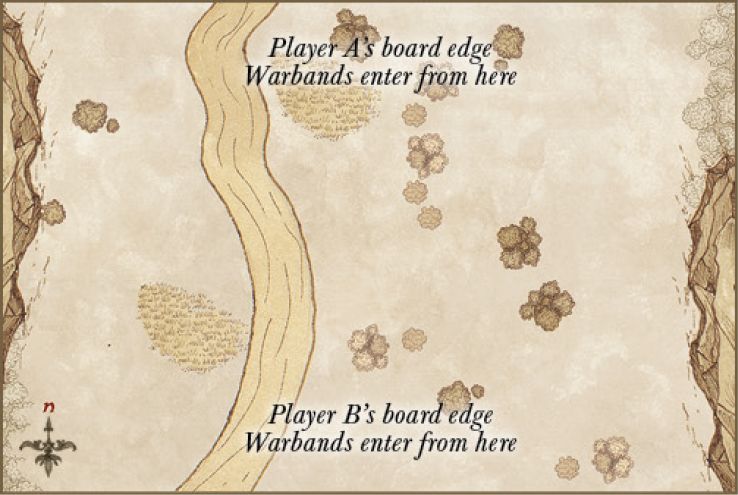 Player A's board edge
Warbands enter from here
Player B's board edge
Warbands enter from here
n